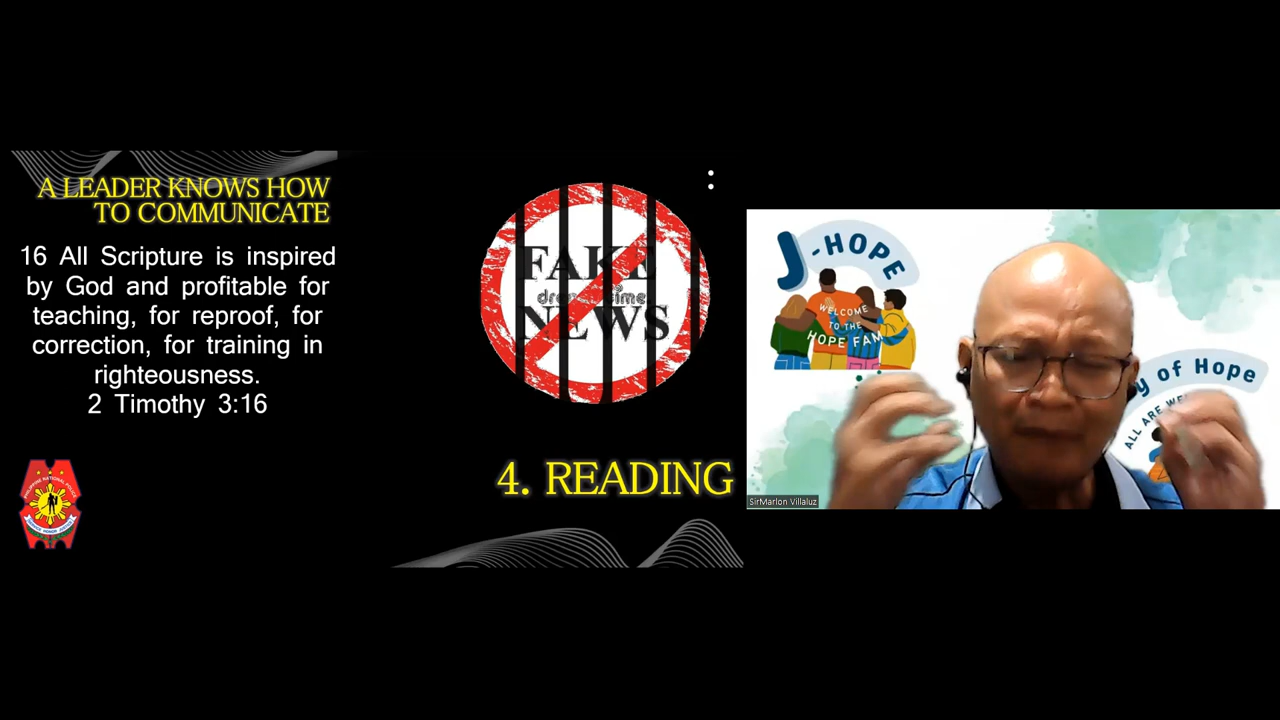 A LEADER KNOWS HOW
TO COMMUNICATE
16 All Scripture is inspired
by God and profitable for
teaching, for reproof, for
correction, for training in
righteousness.
2 Timothy 3:16
FAKE
NEWS
4. READING
J-HOPE
WELCOME
TO THE
HOPE FAM
y of Hope
ALL ARE
SirMarlon Villaluz